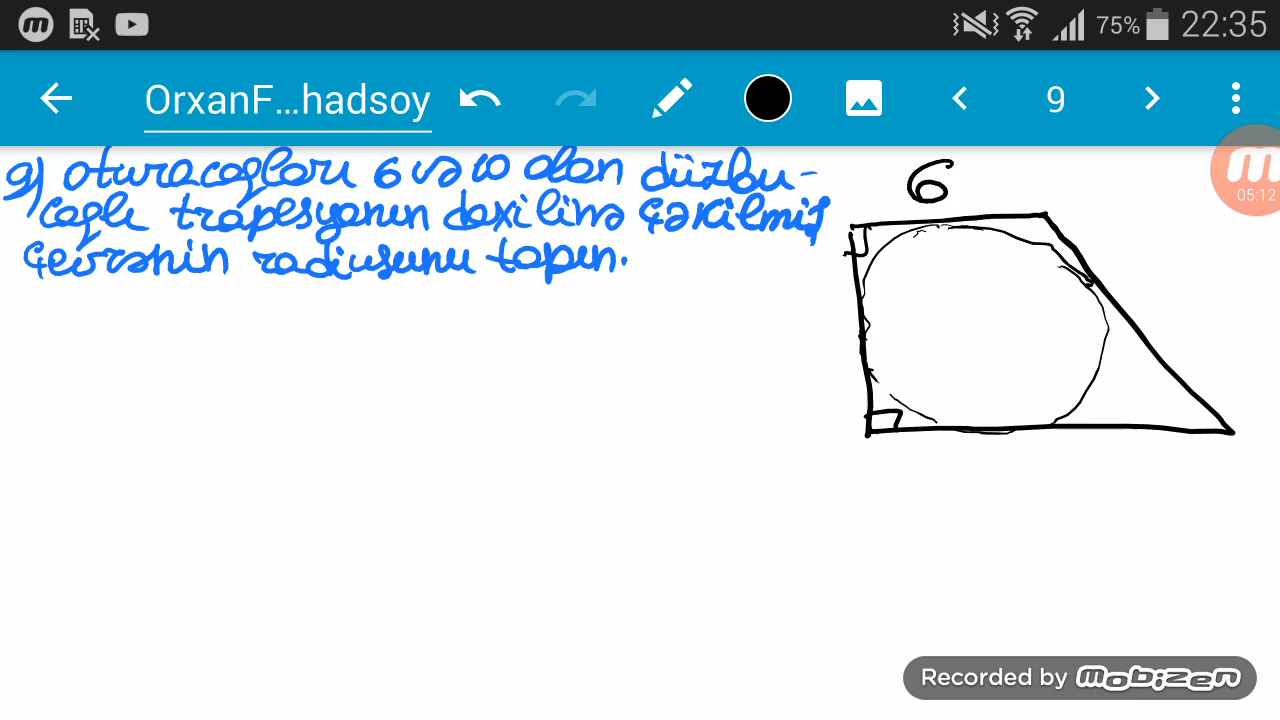 75% 22:35
OrxanF...hadsoy 9
05:12
9) oturacaqları 6 və 10 olan düzbu-
caqlı trapesiyanın daxilinə çəkilmiş
çevrənin radiusunu tapın.
6
Recorded by mobizen